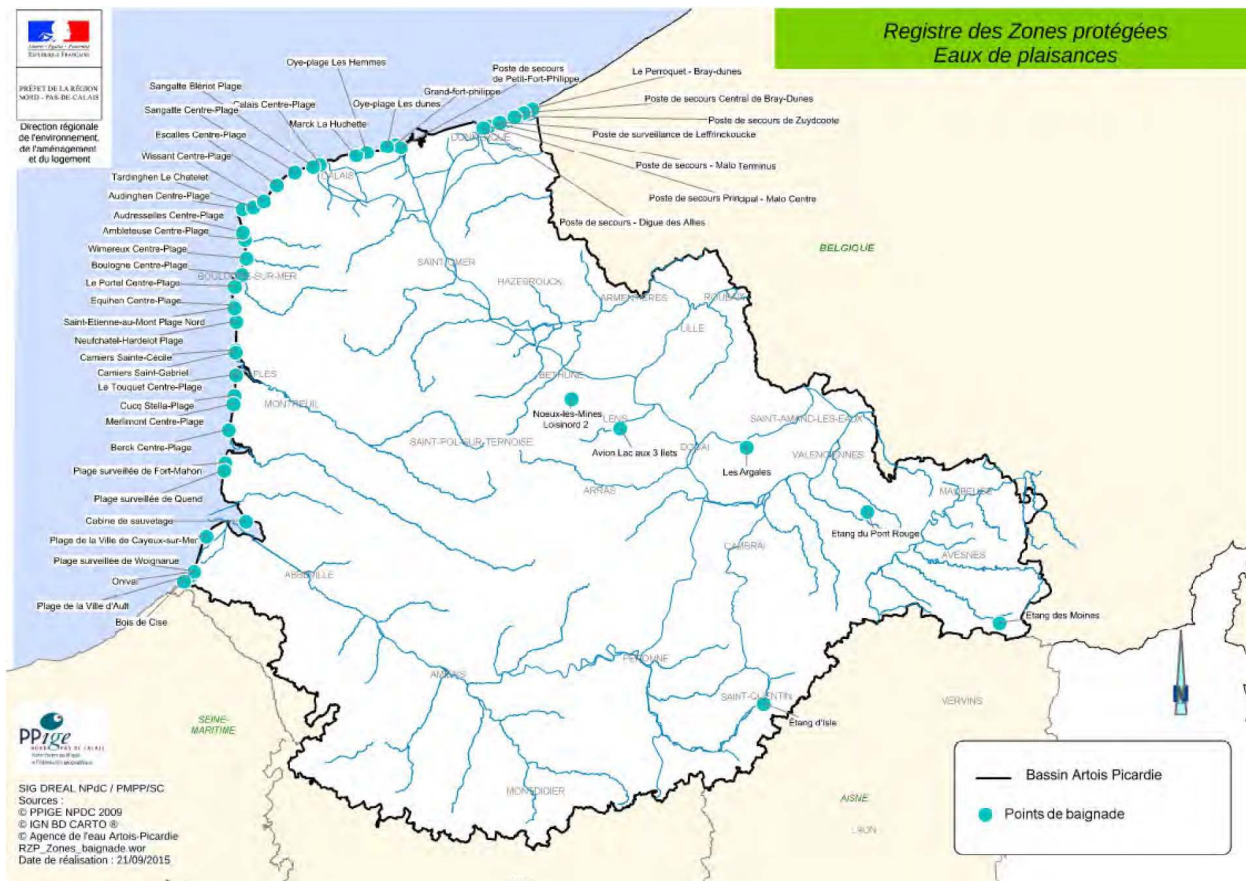 Registre des Zones protégées
Eaux de plaisances
RÉPUBLIQUE FRANÇAISE
PRÉFET DE LA RÉGION
NORD - PAS-DE-CALAIS
Direction régionale
de l'environnement,
de l'aménagement
et du logement
Oye-plage Les Hemmes
Sangatte Blériot Plage
Calais Centre-Plage
Sangatte Centre-Plage
Marck La Huchette
Oye-plage Les dunes
Grand-fort-philippe
Poste de secours
de Petit-Fort-Philippe
Escalles Centre-Plage
Wissant Centre-Plage
Tardinghen Le Chatelet
Audinghen Centre-Plage
Audresselles Centre-Plage
Ambleteuse Centre-Plage
Wimereux Centre-Plage
Boulogne Centre-Plage
Le Portel Centre-Plage
Equihen Centre-Plage
Saint-Etienne-au-Mont Plage Nord
Neufchatel-Hardelot Plage
Camiers Sainte-Cécile
Camiers Saint-Gabriel
Le Touquet Centre-Plage
Cucq Stella-Plage
Merlimont Centre-Plage
Berck Centre-Plage
Plage surveillée de Fort-Mahon
Plage surveillée de Quend
Cabine de sauvetage
Plage de la Ville de Cayeux-sur-Mer
Plage surveillée de Woignarue
Onival
Plage de la Ville d'Ault
Bois de Cise
Le Perroquet - Bray-dunes
Poste de secours Central de Bray-Dunes
Poste de secours de Zuydcoote
Poste de surveillance de Leffrinckoucke
Poste de secours - Malo Terminus
Poste de secours Principal - Malo Centre
Poste de secours - Digue des Allies
BELGIQUE
DUNKERQUE
CALAIS
SAINT-OMER
BOULOGNE-SUR-MER
HAZEBROUCK
ARMENTIERES
ROUBAIX
LILLE
BETHUNE
Noeux-les-Mines
Loisinord 2
LENS
Avion Lac aux 3 Ilets
MONTREUIL
SAINT-POL-SUR-TERNOISE
ARRAS
DOUAI
Les Argales
SAINT-AMAND-LES-EAUX
VALENCIENNES
MAUBEUGE
Etang du Pont Rouge
AVESNES
CAMBRAI
Etang des Moines
ABBEVILLE
AMIENS
PERONNE
SAINT-QUENTIN
Étang d'Isle
VERVINS
MONTDIDIER
SEINE-
MARITIME
AISNE
LAON
N
PPige
NORD - PAS DE CALAIS
SIG DREAL NPdC / PMPP/SC
Sources :
© PPIGE NPDC 2009
© IGN BD CARTO ®
© Agence de l'eau Artois-Picardie
RZP_Zones_baignade.wor
Date de réalisation : 21/09/2015
Bassin Artois Picardie
Points de baignade